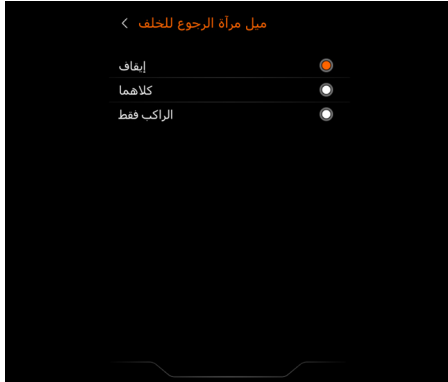 ميل مرآة الرجوع للخلف
إيقاف
كلاهما
الراكب فقط